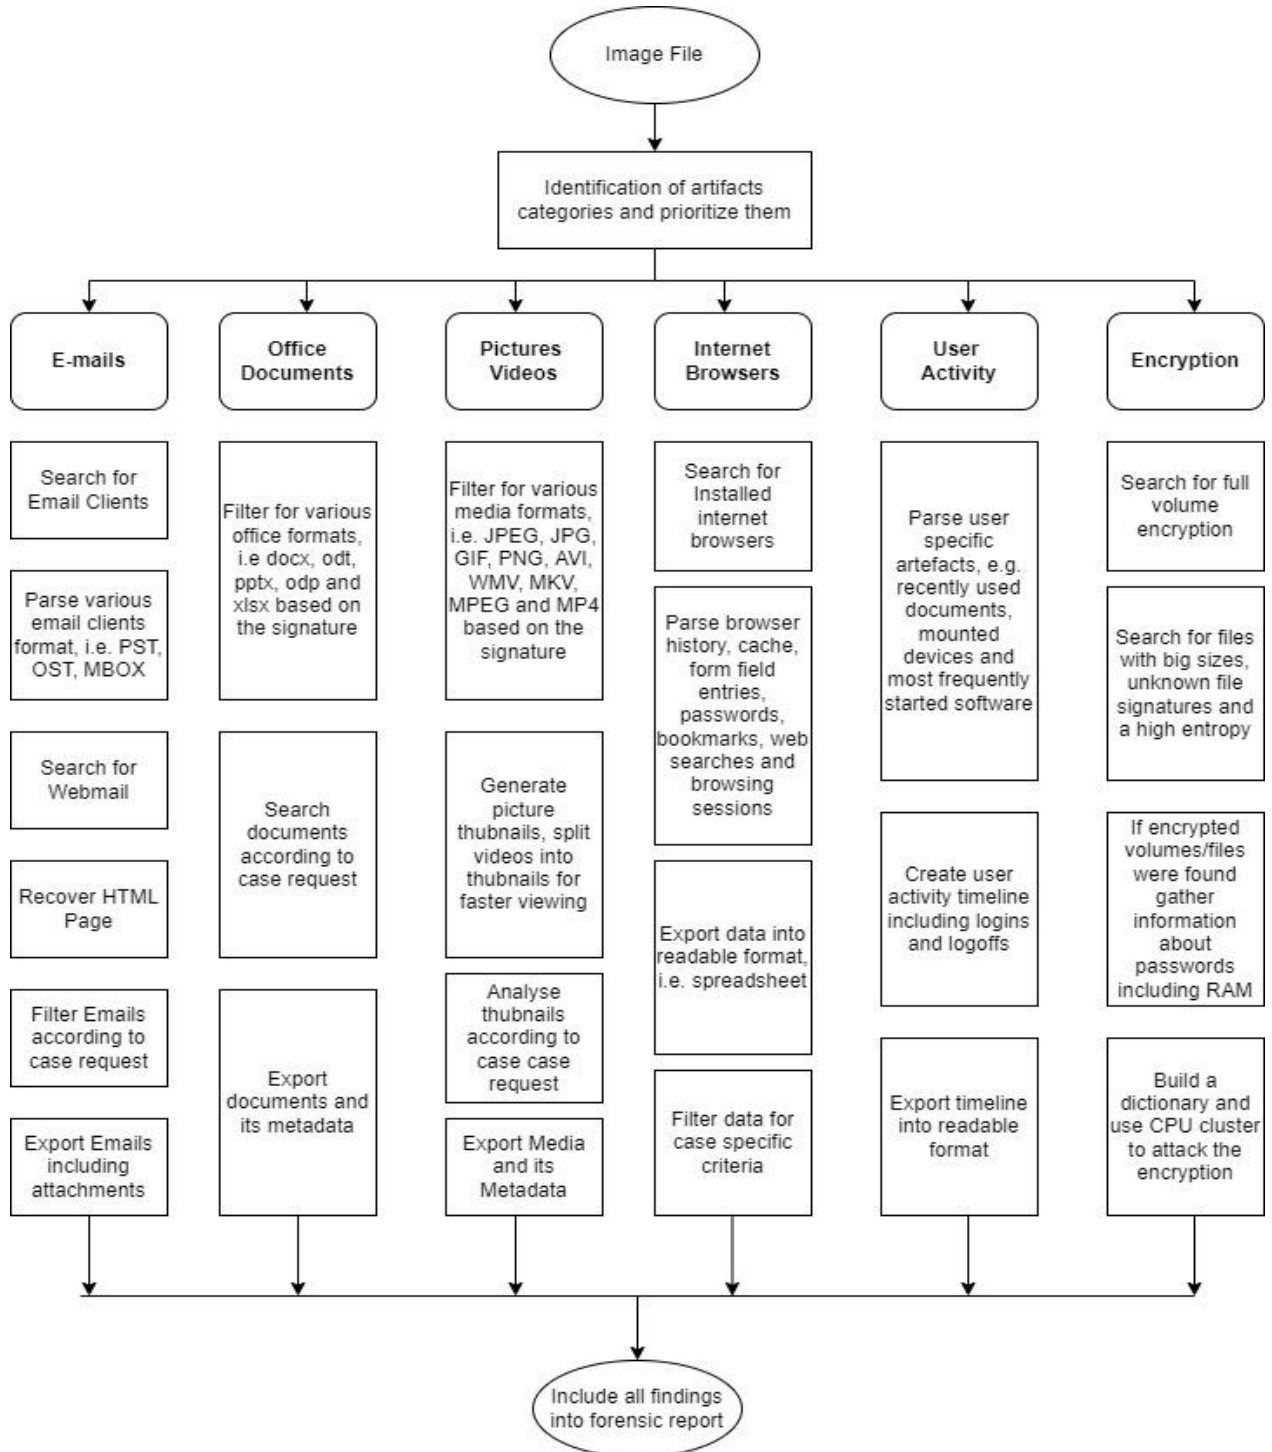 Image File
Identification of artifacts
categories and prioritize them
E-mails
Office
Documents
Pictures
Videos
Internet
Browsers
User
Activity
Encryption
Search for
Email Clients
Parse various
email clients
format, i.e. PST,
OST, MBOX
Search for
Webmail
Recover HTML
Page
Filter Emails
according to
case request
Export Emails
including
attachments
Filter for various
office formats,
i.e docx, odt,
pptx, odp and
xlsx based on
the signature
Search
documents
according to
case request
Export
documents and
its metadata
Filter for various
media formats,
i.e. JPEG, JPG,
GIF, PNG, AVI,
WMV, MKV,
MPEG and MP4
based on the
signature
Generate
picture
thubnails, split
videos into
thubnails for
faster viewing
Analyse
thubnails
according to
case case
request
Export Media
and its
Metadata
Search for
Installed
internet
browsers
Parse browser
history, cache,
form field
entries,
passwords,
bookmarks, web
searches and
browsing
sessions
Export data into
readable format,
i.e. spreadsheet
Filter data for
case specific
criteria
Parse user
specific
artefacts, e.g.
recently used
documents,
mounted
devices and
most frequently
started software
Create user
activity timeline
including logins
and logoffs
Export timeline
into readable
format
Search for full
volume
encryption
Search for files
with big sizes,
unknown file
signatures and
a high entropy
If encrypted
volumes/files
were found
gather
information
about
passwords
including RAM
Build a
dictionary and
use CPU cluster
to attack the
encryption
Include all findings
into forensic report